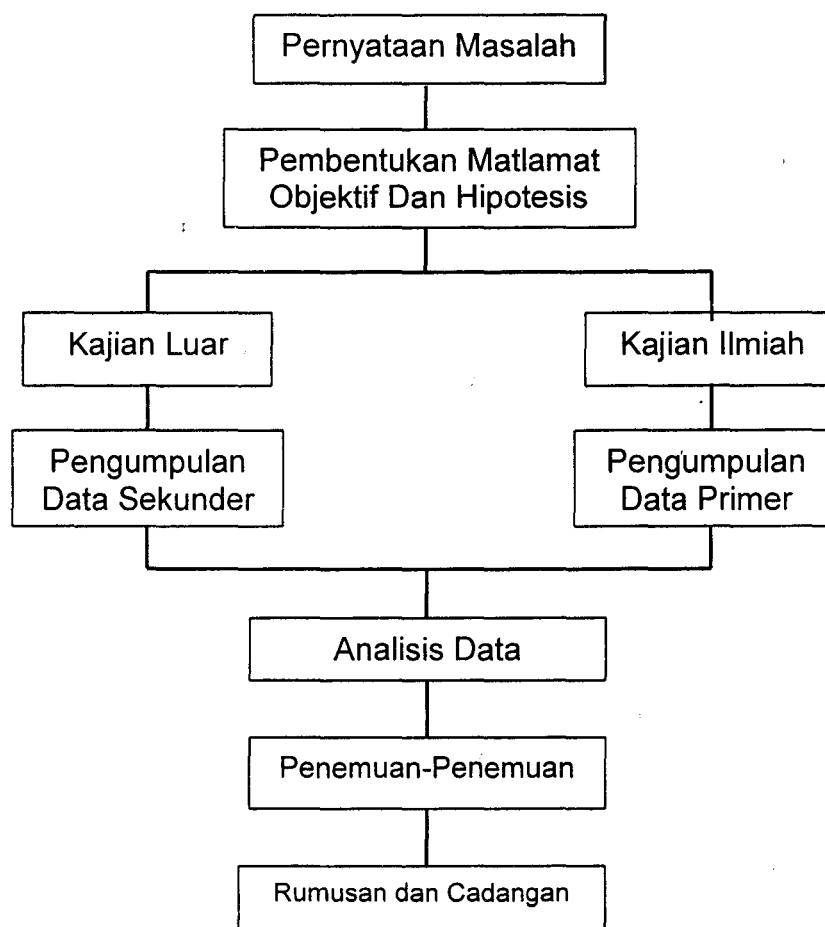 Pernyataan Masalah
Pembentukan Matlamat
Objektif Dan Hipotesis
Kajian Luar
Kajian Ilmiah
Pengumpulan
Data Sekunder
Pengumpulan
Data Primer
Analisis Data
Penemuan-Penemuan
Rumusan dan Cadangan